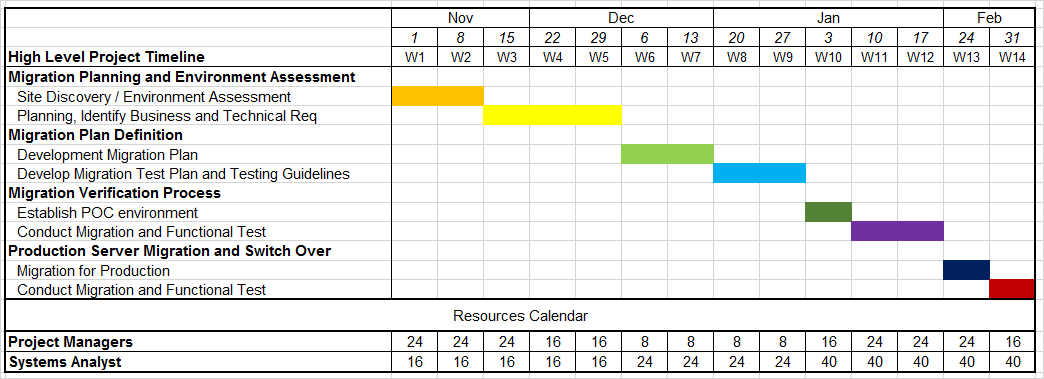 Nov Dec Jan Feb
1 8 15 22 29 6 13 20 27 3 10 17 24 31
High Level Project Timeline W1 W2 W3 W4 W5 W6 W7 W8 W9 W10 W11 W12 W13 W14
Migration Planning and Environment Assessment
Site Discovery / Environment Assessment
Planning, Identify Business and Technical Req
Migration Plan Definition
Development Migration Plan
Develop Migration Test Plan and Testing Guidelines
Migration Verification Process
Establish POC environment
Conduct Migration and Functional Test
Production Server Migration and Switch Over
Migration for Production
Conduct Migration and Functional Test
Resources Calendar
Project Managers 24 24 24 16 16 8 8 8 8 16 24 24 24 16
Systems Analyst 16 16 16 16 16 24 24 24 24 40 40 40 40 40